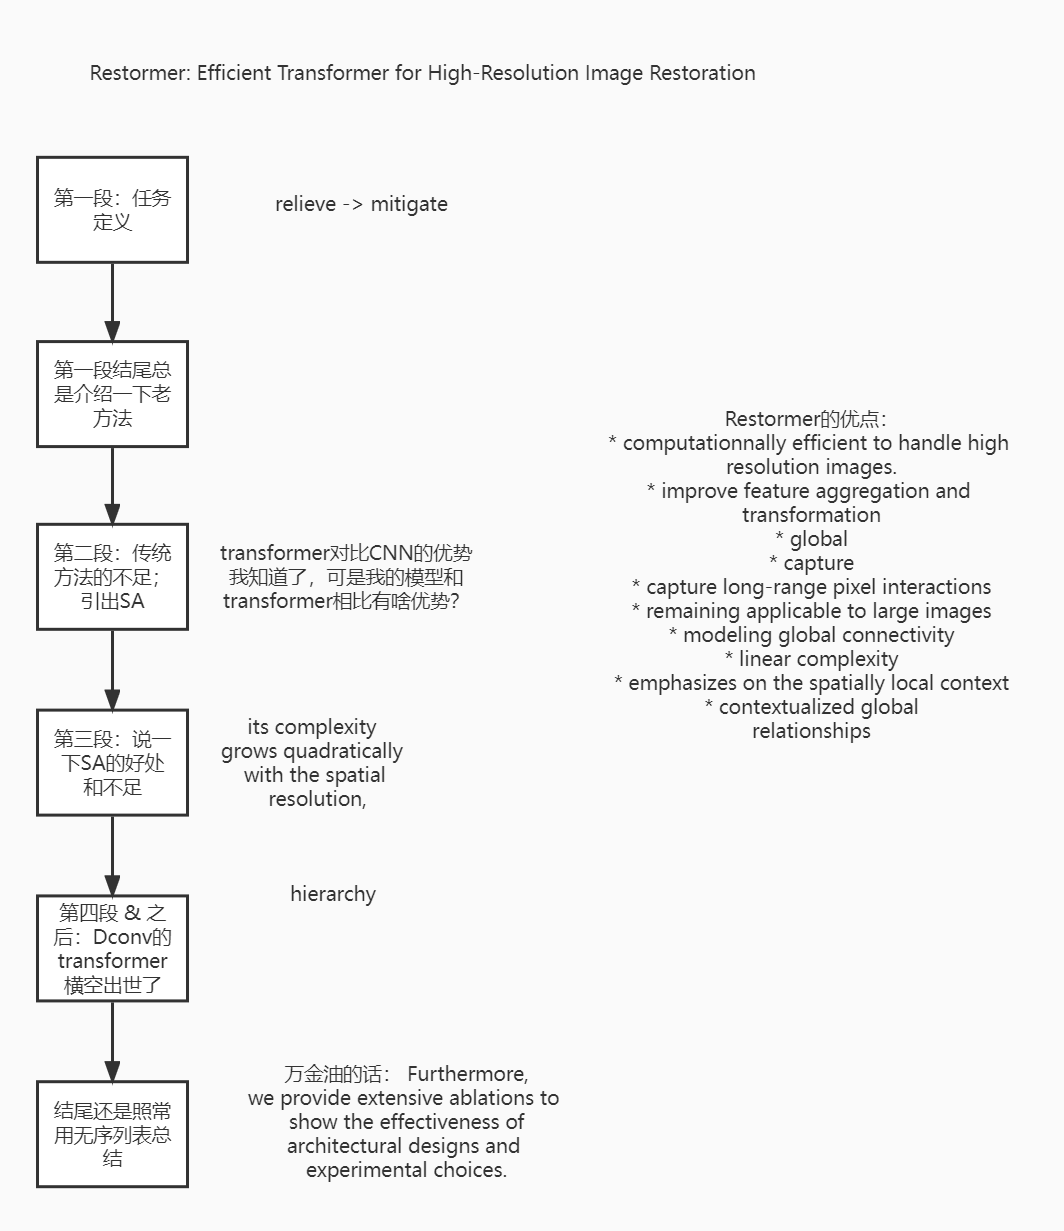 Restormer: Efficient Transformer for High-Resolution Image Restoration
第一段：任务
定义
relieve -> mitigate
第一段结尾总
是介绍一下老
方法
第二段：传统
方法的不足；
引出SA
transformer对比CNN的优势
我知道了，可是我的模型和
transformer相比有啥优势？
Restormer的优点：
* computationnally efficient to handle high
resolution images.
* improve feature aggregation and
transformation
* global
* capture
* capture long-range pixel interactions
* remaining applicable to large images
* modeling global connectivity
* linear complexity
* emphasizes on the spatially local context
* contextualized global
relationships
第三段：说一
下SA的好处
和不足
its complexity
grows quadratically
with the spatial
resolution,
第四段 & 之
后：Dconv的
transformer
横空出世了
hierarchy
结尾还是照常
用无序列表总
结
万金油的话： Furthermore,
we provide extensive ablations to
show the effectiveness of
architectural designs and
experimental choices.